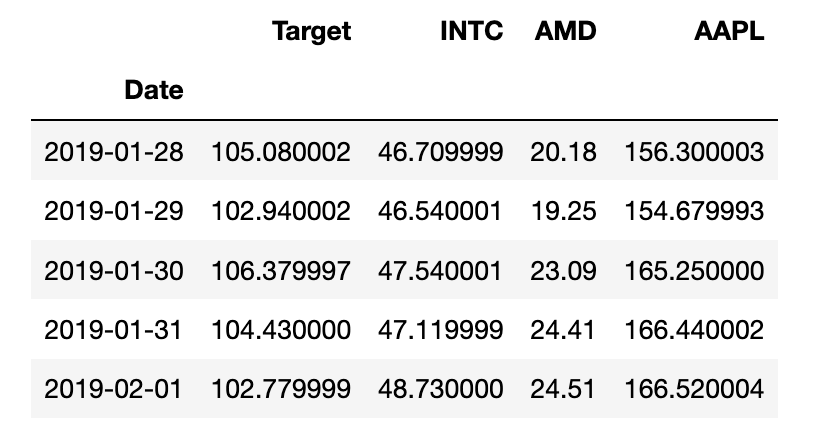 Target INTC AMD AAPL
Date
2019-01-28 105.080002 46.709999 20.18 156.300003
2019-01-29 102.940002 46.540001 19.25 154.679993
2019-01-30 106.379997 47.540001 23.09 165.250000
2019-01-31 104.430000 47.119999 24.41 166.440002
2019-02-01 102.779999 48.730000 24.51 166.520004